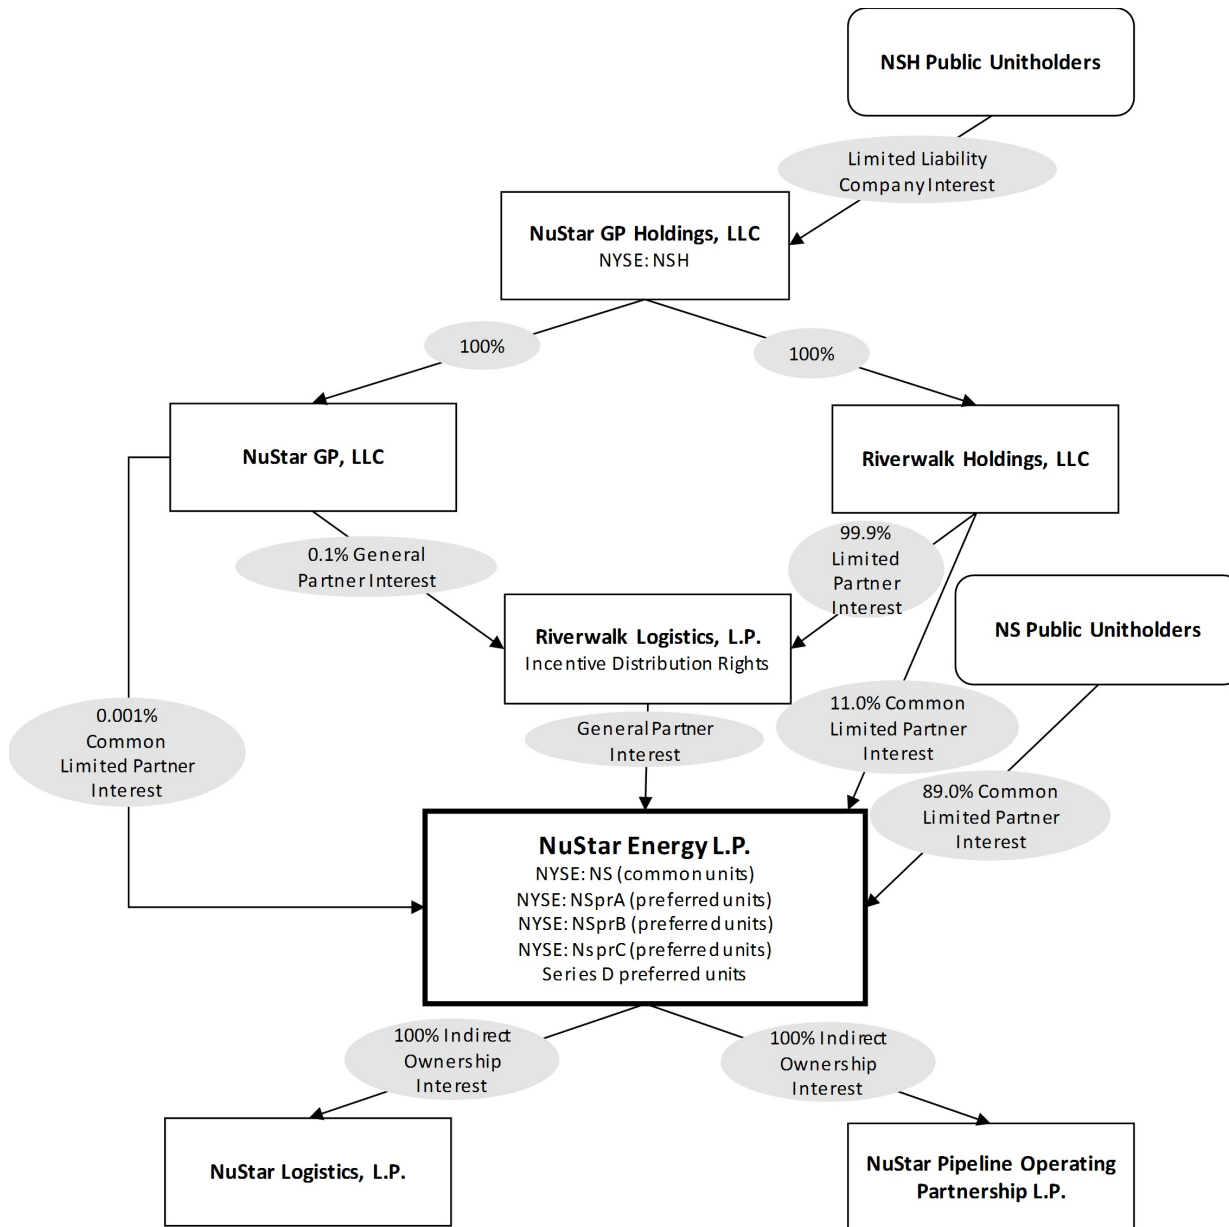 NSH Public Unitholders
Limited Liability
Company Interest
NuStar GP Holdings, LLC
NYSE: NSH
100%
100%
NuStar GP, LLC
Riverwalk Holdings, LLC
0.1% General
Partner Interest
99.9%
Limited
Partner
Interest
Riverwalk Logistics, L.P.
Incentive Distribution Rights
NS Public Unitholders
0.001%
Common
Limited Partner
Interest
General Partner
Interest
11.0% Common
Limited Partner
Interest
89.0% Common
Limited Partner
Interest
NuStar Energy L.P.
NYSE: NS (common units)
NYSE: NSprA (preferred units)
NYSE: NSprB (preferred units)
NYSE: NsprC (preferred units)
Series D preferred units
100% Indirect
Ownership
Interest
100% Indirect
Ownership
Interest
NuStar Logistics, L.P.
NuStar Pipeline Operating
Partnership L.P.